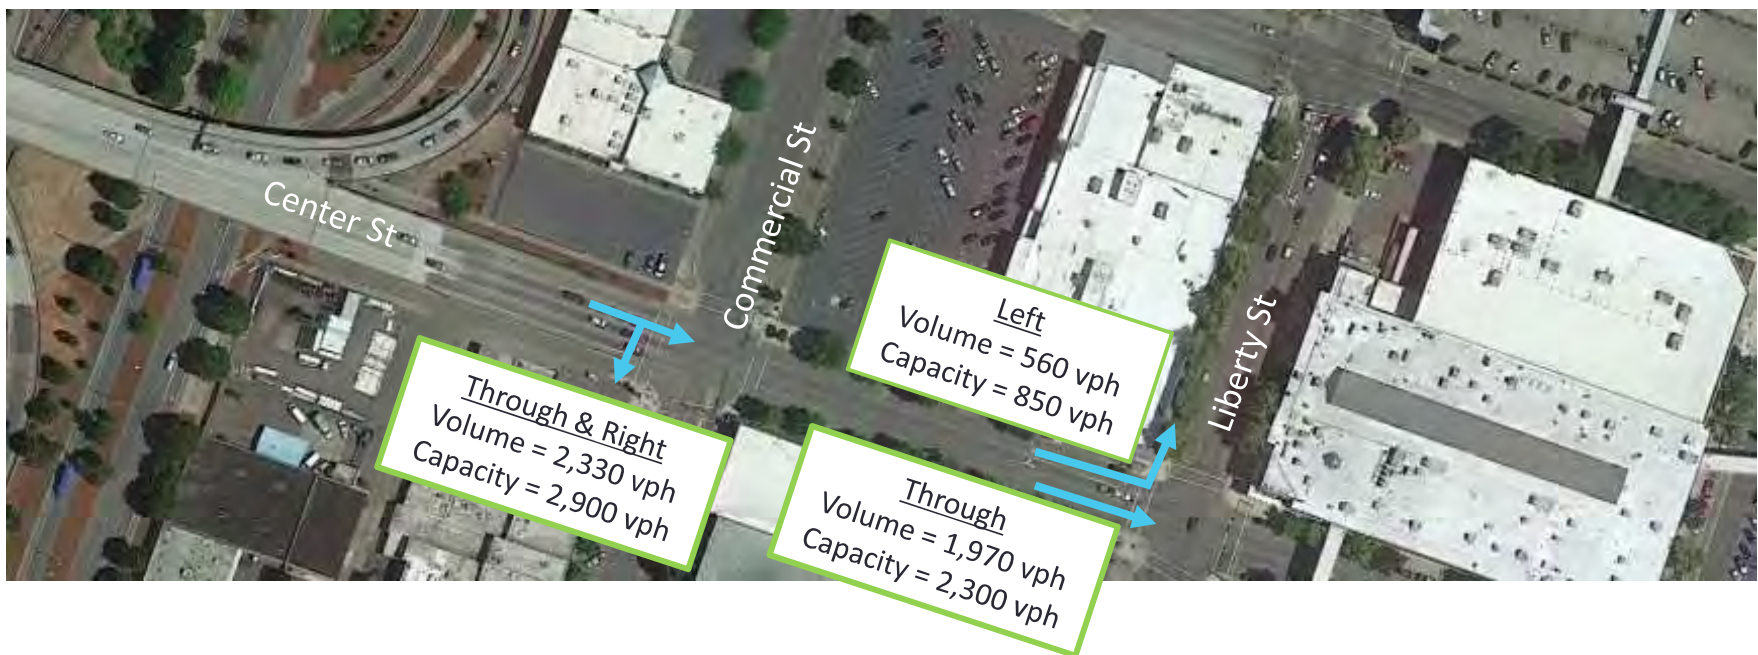 Center St
Commercial St
Liberty St
Through & Right
Volume = 2,330 vph
Capacity = 2,900 vph
Left
Volume = 560 vph
Capacity = 850 vph
Through
Volume = 1,970 vph
Capacity = 2,300 vph